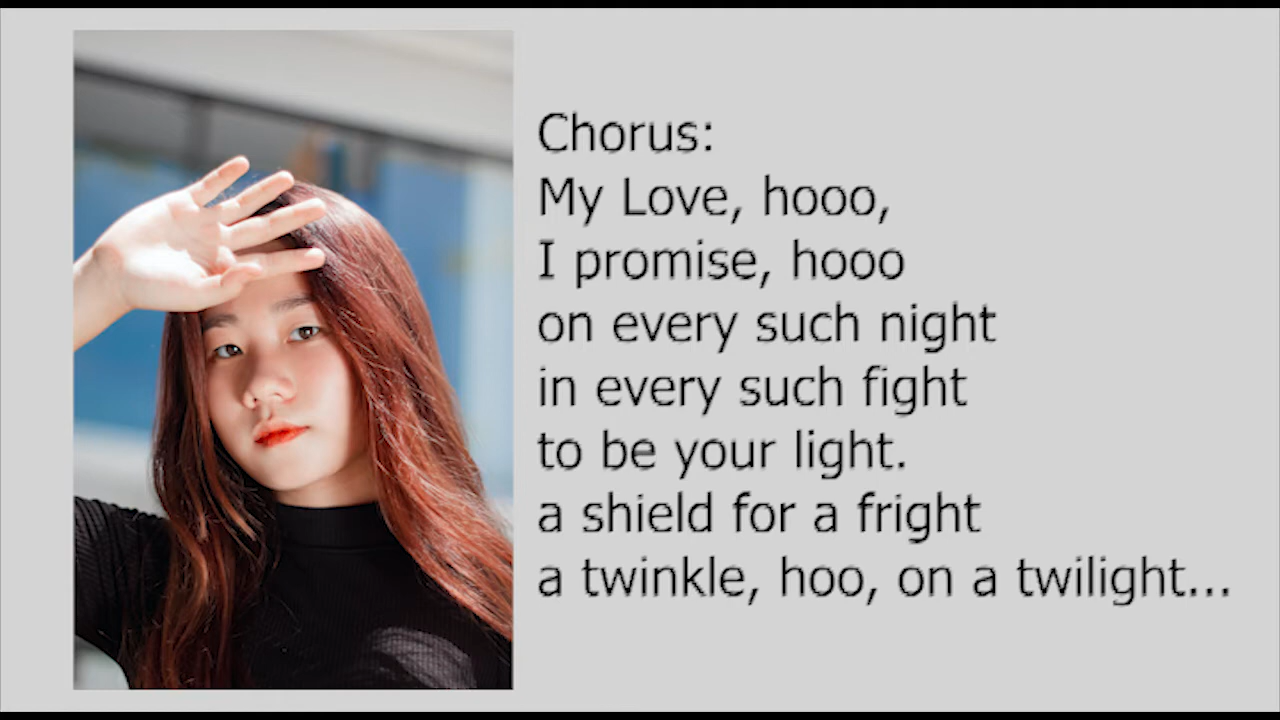 Chorus:
My Love, hooo,
I promise, hooo
on every such night
in every such fight
to be your light.
a shield for a fright
a twinkle, hoo, on a twilight...